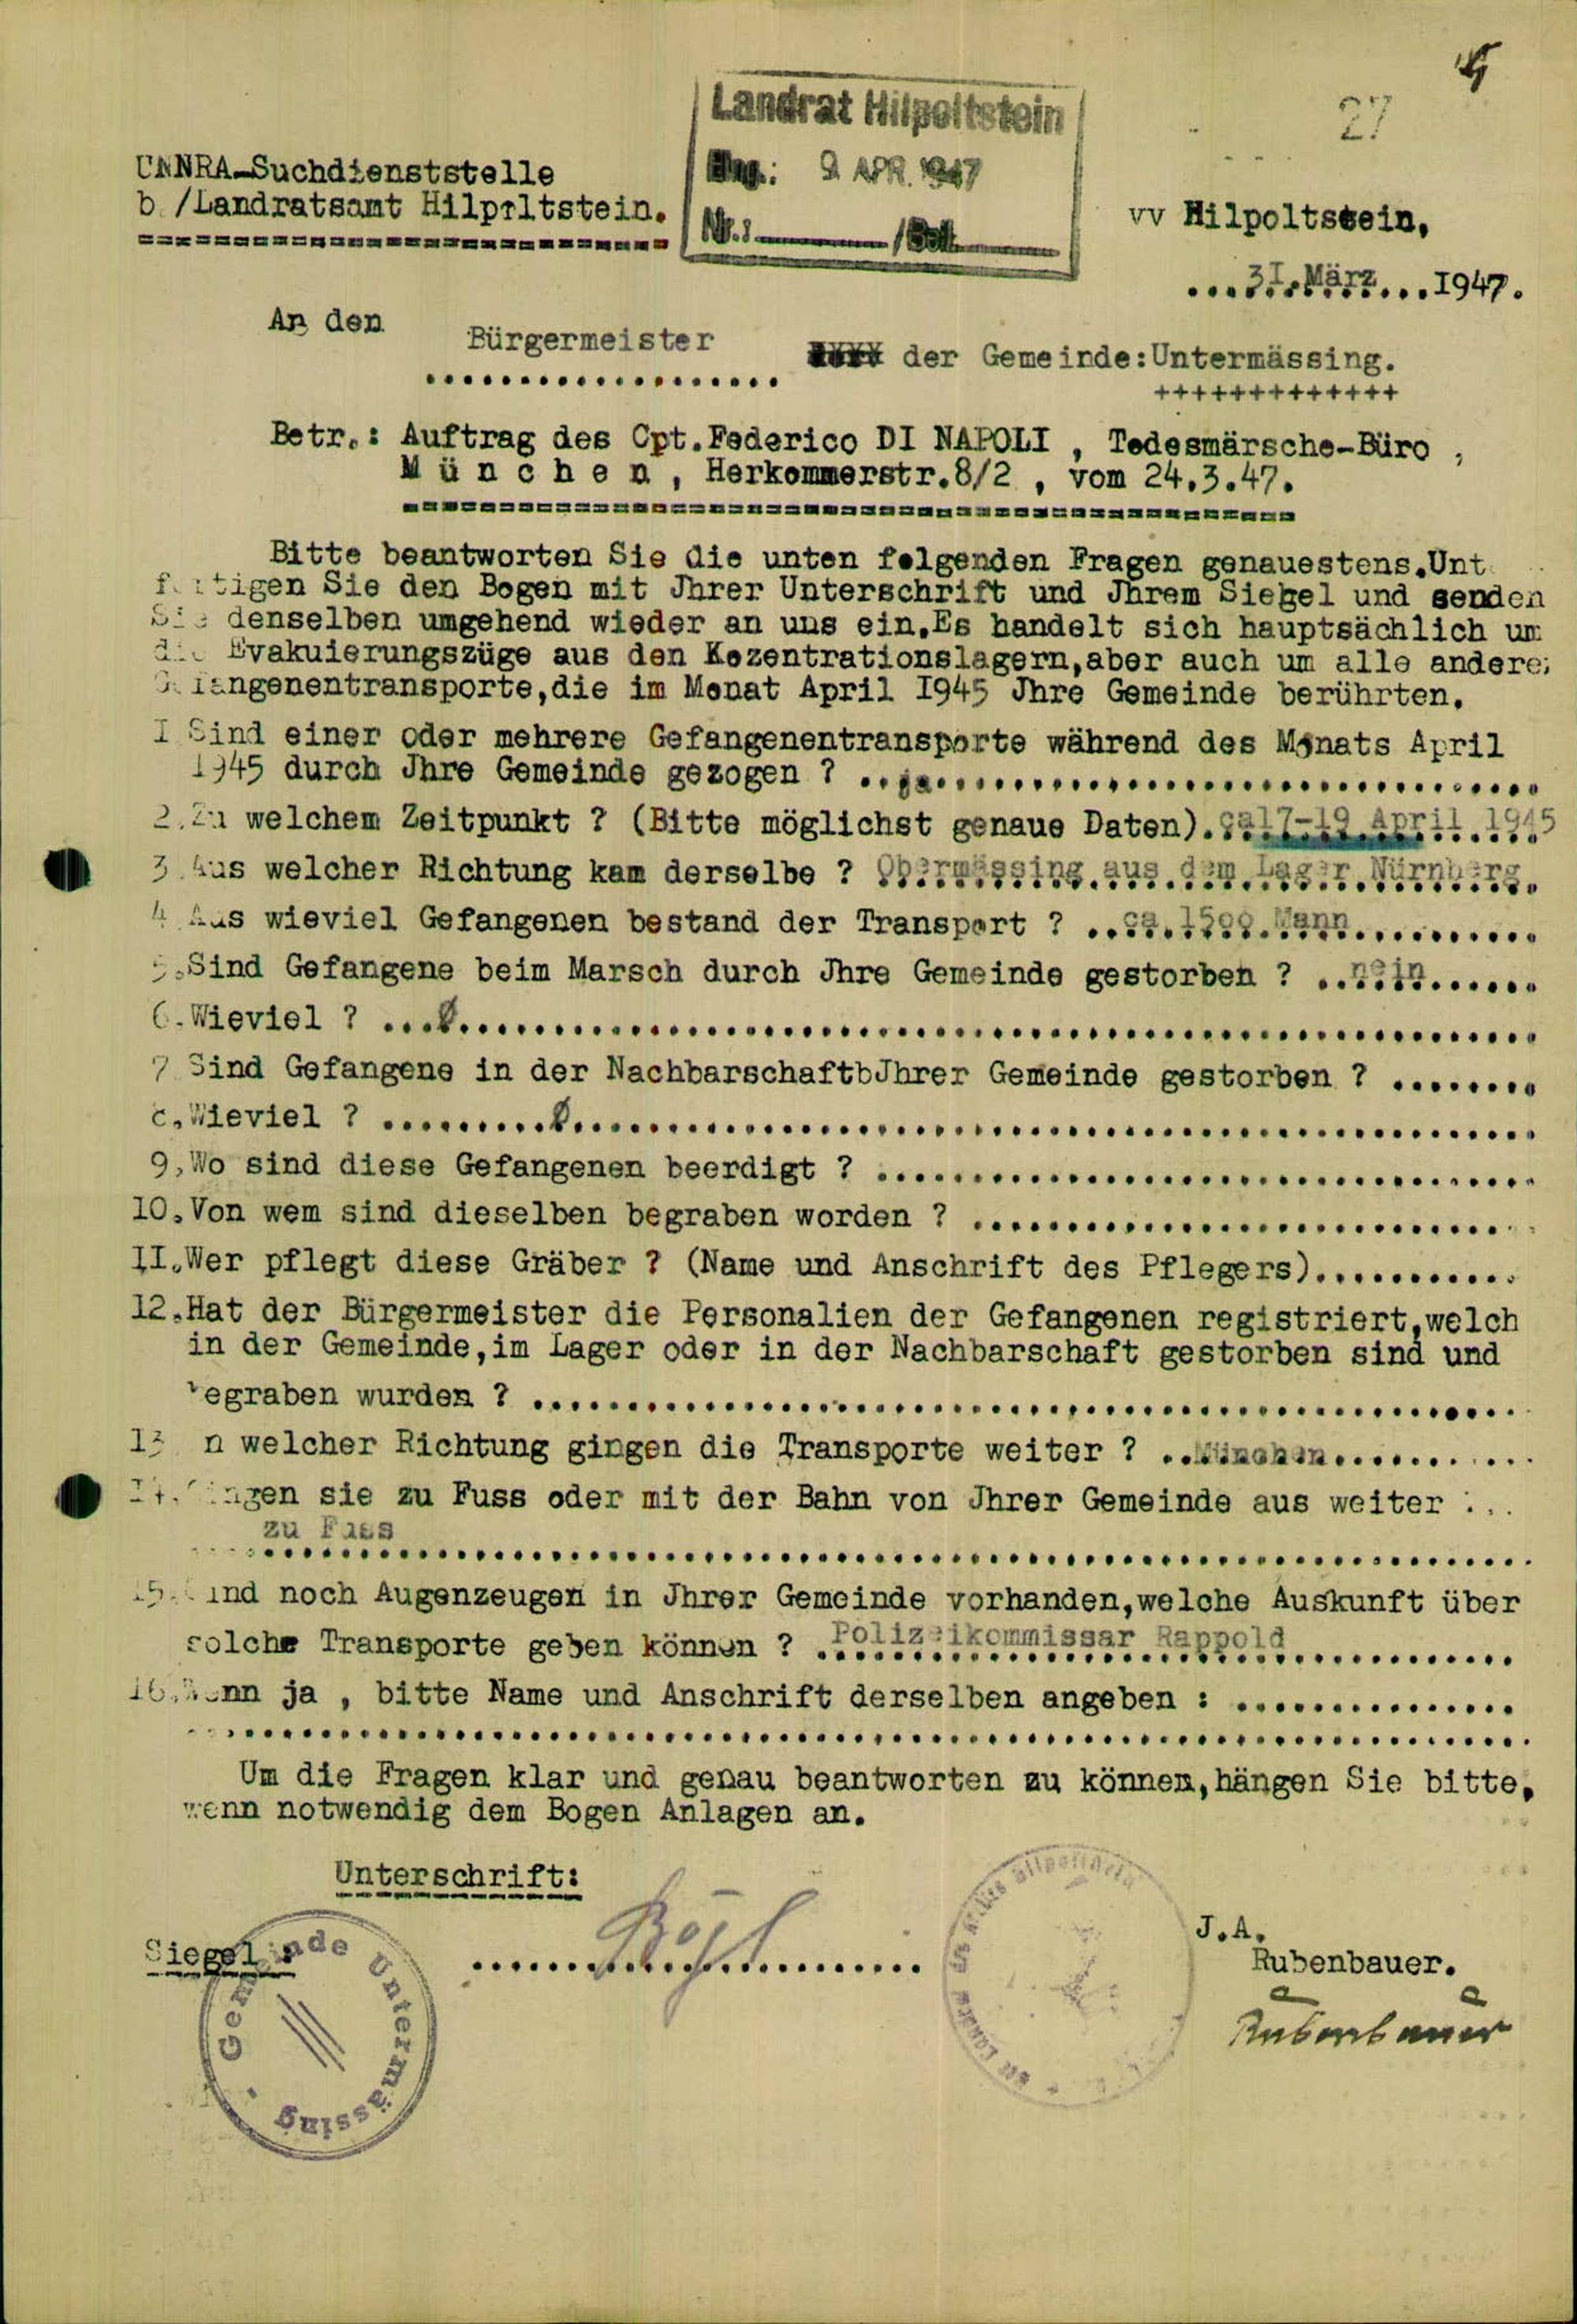 27
Landrat Hilpoltstein
Eing.: 9. APR. 1947
Nr.: /Beil.
UNNRA-Suchdienststelle
b./Landratsamt Hilpoltstein.
vv Hilpoltstein,
....31.März....1947.
An den
Bürgermeister
der Gemeinde:Untermässing.
+++++++++++++
Betr.: Auftrag des Cpt.Federico DI NAPOLI , Todesmärsche-Büro ,
M ü n c h e n , Herkommerstr.8/2 , vom 24.3.47.
Bitte beantworten Sie die unten folgenden Fragen genauestens.Unt
fertigen Sie den Bogen mit Jhrer Unterschrift und Jhrem Siegel und senden
Sie denselben umgehend wieder an uns ein.Es handelt sich hauptsächlich um
die Evakuierungszüge aus den Kozentrationslagern,aber auch um alle andere
Gefangenentransporte,die im Monat April 1945 Jhre Gemeinde berührten.
I Sind einer oder mehrere Gefangenentransporte während des Monats April
1945 durch Jhre Gemeinde gezogen ? ..ja..............
2.Zu welchem Zeitpunkt ? (Bitte möglichst genaue Daten).ca17-19.April.1945
3.Aus welcher Richtung kam derselbe ? Obermässing.aus.dem.Lager.Nürnberg.
4.Aus wieviel Gefangenen bestand der Transport ? ..ca.1500.Mann..........
5.Sind Gefangene beim Marsch durch Jhre Gemeinde gestorben ? ..nein......
6.Wieviel ? ...Ø..............
7 Sind Gefangene in der NachbarschaftbJhrer Gemeinde gestorben ? ........
8.Wieviel ? .........Ø..............
9.Wo sind diese Gefangenen beerdigt ? ..............
10.Von wem sind dieselben begraben worden ? ..............
II.Wer pflegt diese Gräber ? (Name und Anschrift des Pflegers)...........
12.Hat der Bürgermeister die Personalien der Gefangenen registriert,welch
in der Gemeinde,im Lager oder in der Nachbarschaft gestorben sind und
begraben wurden ? ..............
13 n welcher Richtung gingen die Transporte weiter ? ..München...........
I4.Gingen sie zu Fuss oder mit der Bahn von Jhrer Gemeinde aus weiter :..
zu Fuss
..............
15.Sind noch Augenzeugen in Jhrer Gemeinde vorhanden,welche Auskunft über
solche Transporte geben können ? .Polizeikommissar Rappold
16.Wenn ja , bitte Name und Anschrift derselben angeben : ..............
..............
Um die Fragen klar und genau beantworten zu können,hängen Sie bitte,
wenn notwendig dem Bogen Anlagen an.
Unterschrift:
Siegel :
Gemeinde Untermässing
J.A.
Rubenbauer.
Rubenbauer